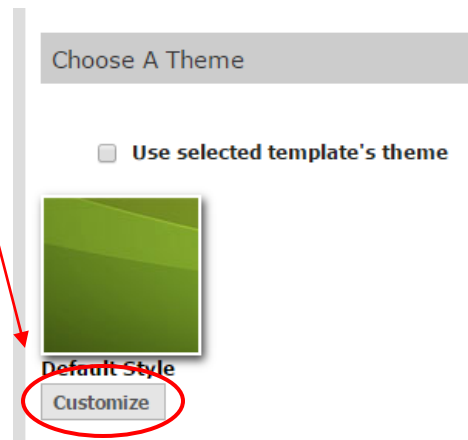 Choose A Theme
Use selected template's theme
Default Style
Customize